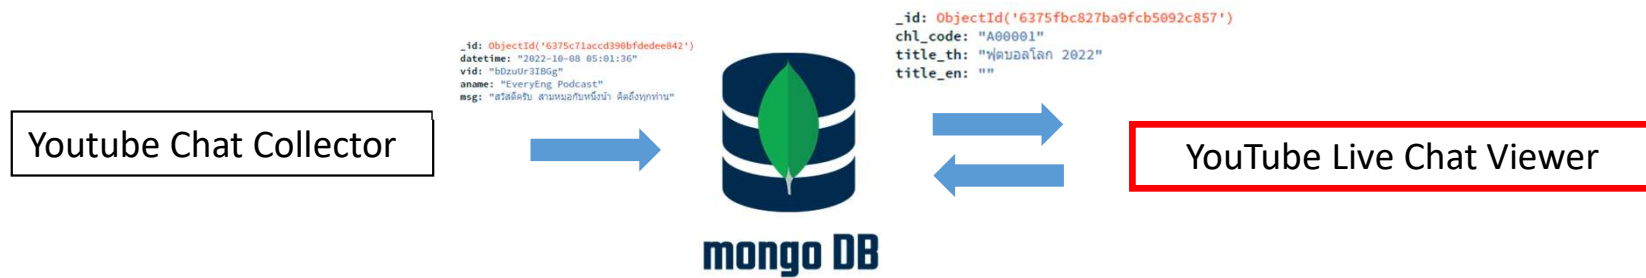 _id: ObjectId('6375c71accd390bfdedee842')
datetime: "2022-10-08 05:01:36"
vid: "bDzuUr3IBGg"
aname: "EveryEng Podcast"
msg: "สวัสดีครับ สามหมอกับหนึ่งน้า คิดถึงทุกท่าน"
_id: ObjectId('6375fbc827ba9fcb5092c857')
chl_code: "A00001"
title_th: "ฟุตบอลโลก 2022"
title_en: ""
Youtube Chat Collector
YouTube Live Chat Viewer
mongo DB